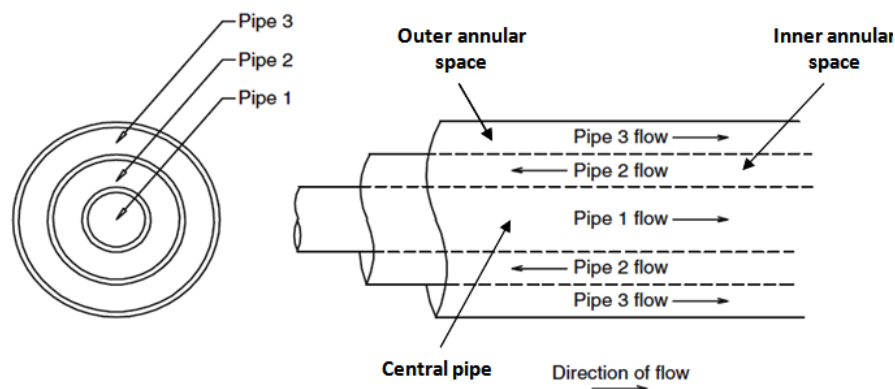 Pipe 3
Pipe 2
Pipe 1
Outer annular
space
Inner annular
space
Pipe 3 flow
Pipe 2 flow
Pipe 1 flow
Pipe 2 flow
Pipe 3 flow
Central pipe
Direction of flow